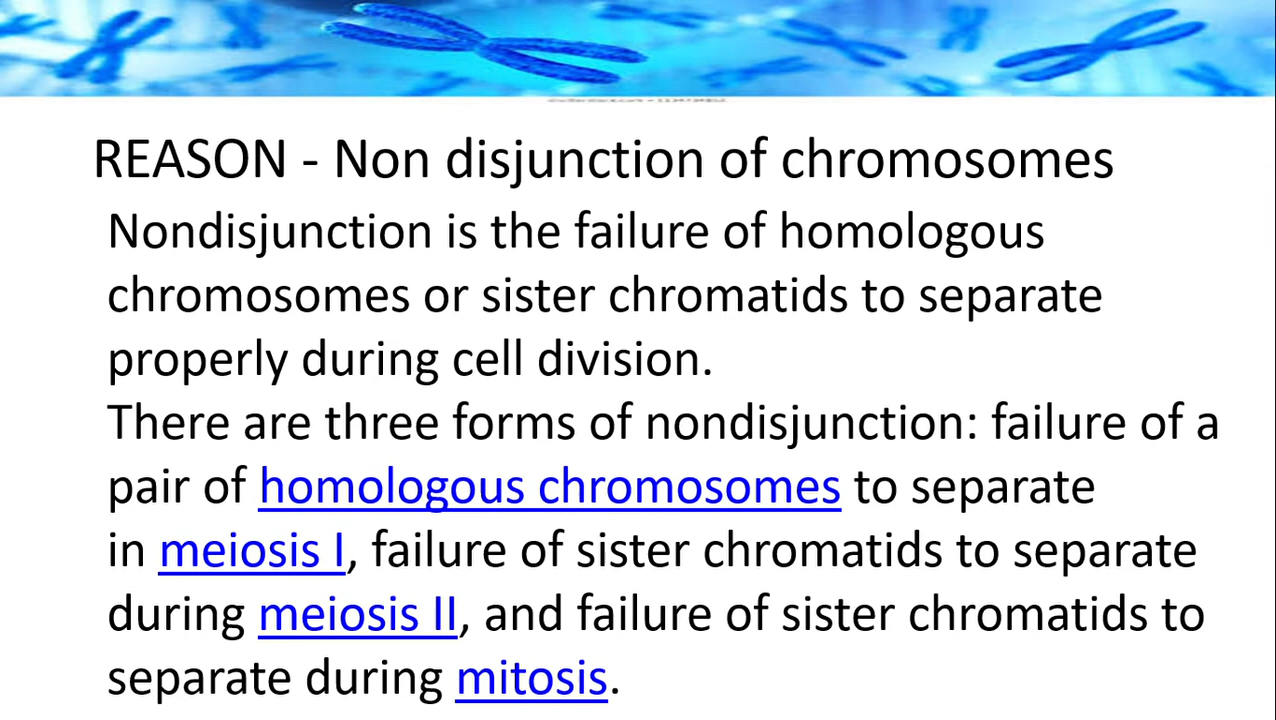 REASON - Non disjunction of chromosomes
Nondisjunction is the failure of homologous
chromosomes or sister chromatids to separate
properly during cell division.
There are three forms of nondisjunction: failure of a
pair of homologous chromosomes to separate
in meiosis I, failure of sister chromatids to separate
during meiosis II, and failure of sister chromatids to
separate during mitosis.